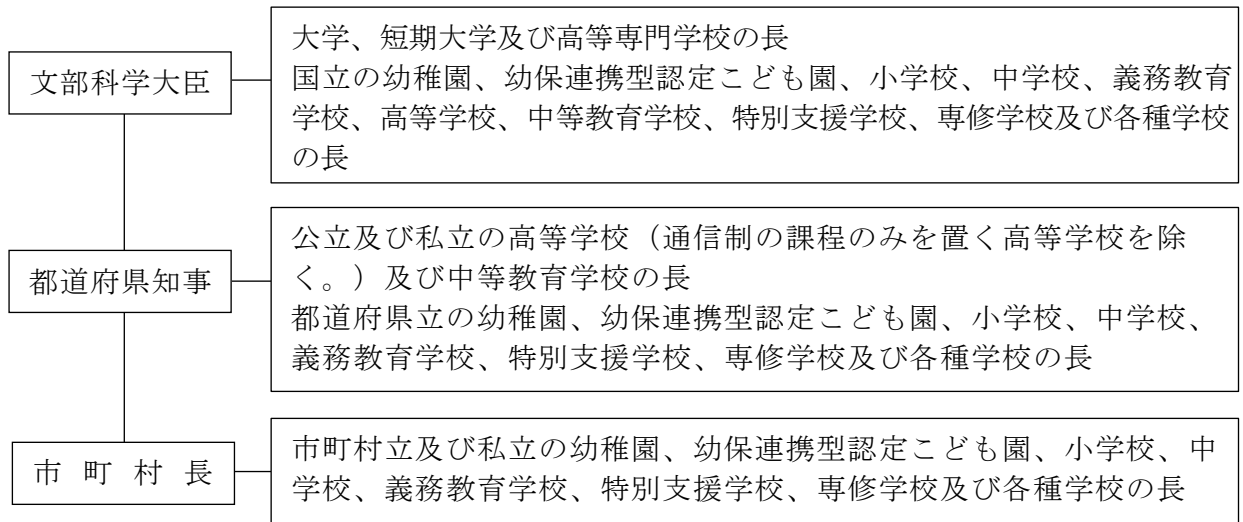 文部科学大臣
大学、短期大学及び高等専門学校の長
国立の幼稚園、幼保連携型認定こども園、小学校、中学校、義務教育
学校、高等学校、中等教育学校、特別支援学校、専修学校及び各種学校
の長
都道府県知事
公立及び私立の高等学校（通信制の課程のみを置く高等学校を除
く。）及び中等教育学校の長
都道府県立の幼稚園、幼保連携型認定こども園、小学校、中学校、
義務教育学校、特別支援学校、専修学校及び各種学校の長
市町村長
市町村立及び私立の幼稚園、幼保連携型認定こども園、小学校、中
学校、義務教育学校、特別支援学校、専修学校及び各種学校の長